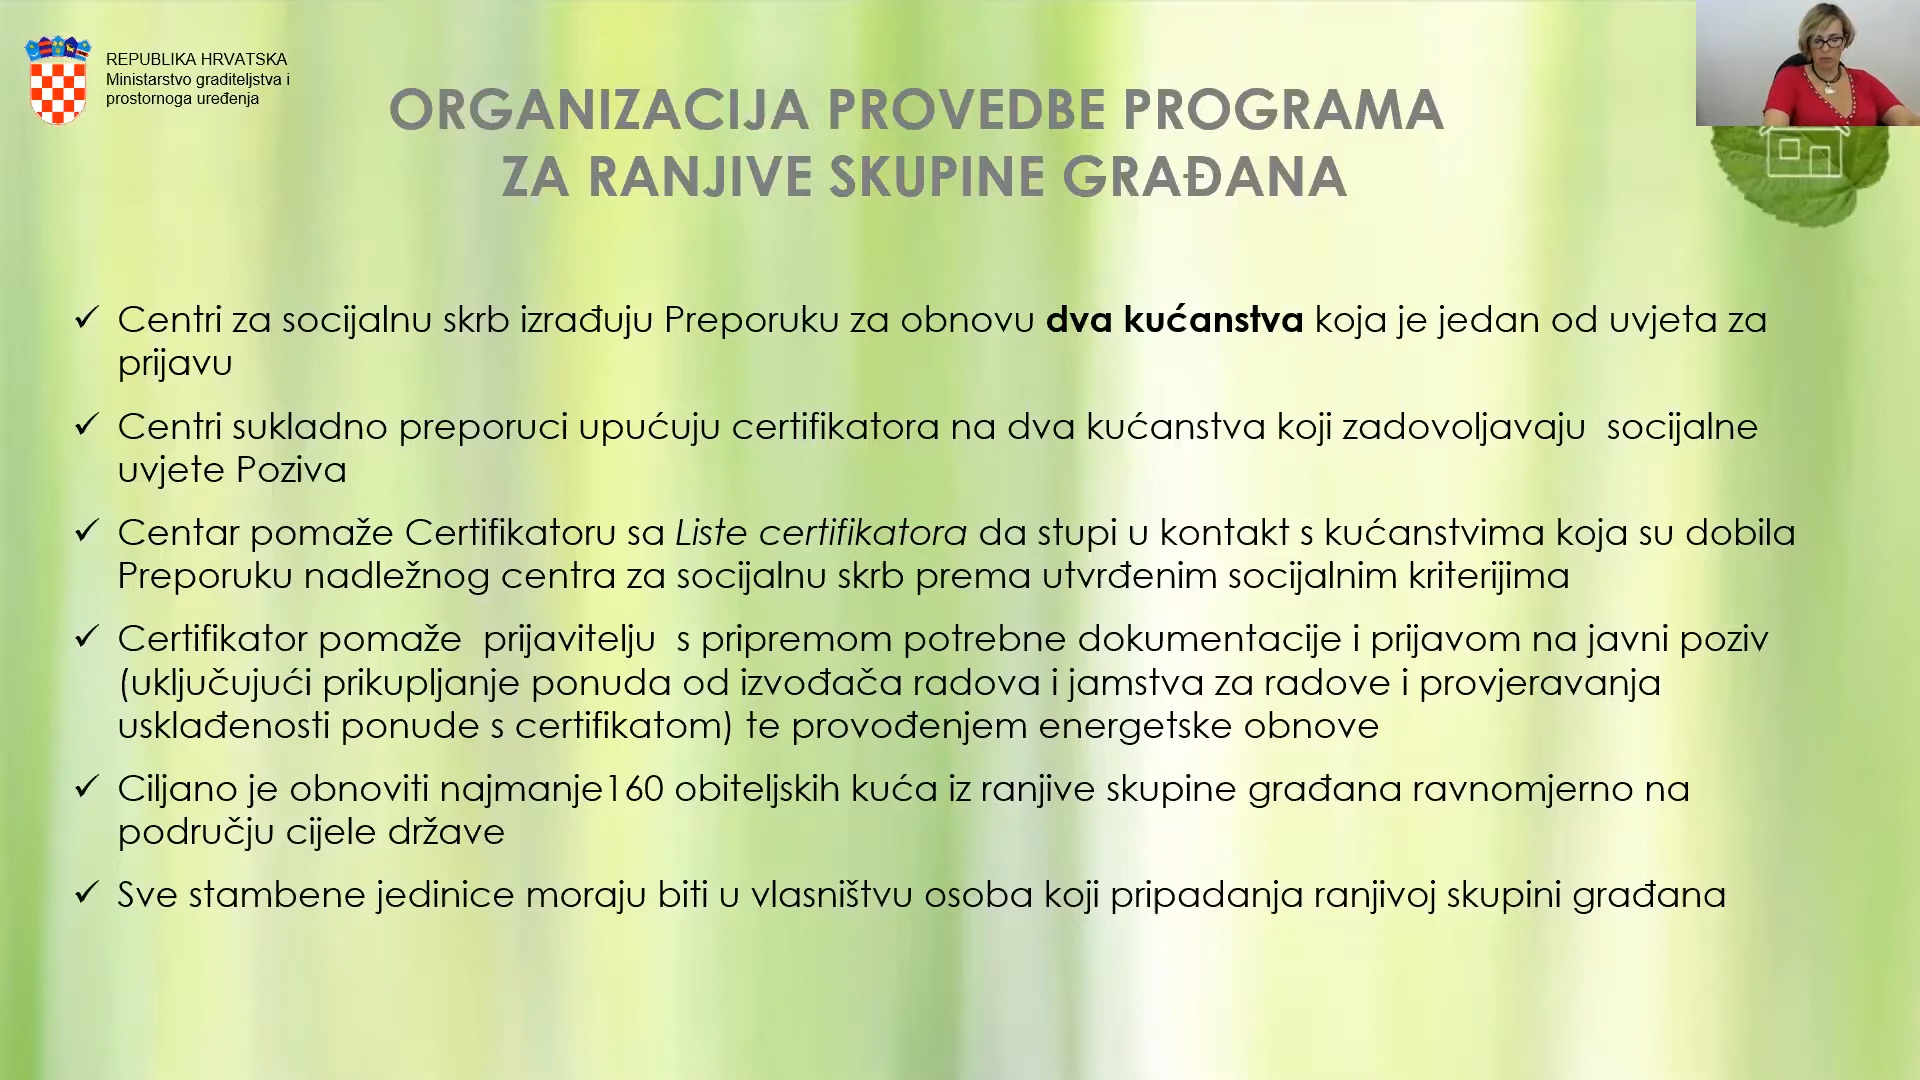 REPUBLIKA HRVATSKA
Ministarstvo graditeljstva i
prostornoga uređenja
ORGANIZACIJA PROVEDBE PROGRAMA
ZA RANJIVE SKUPINE GRAĐANA
✓ Centri za socijalnu skrb izrađuju Preporuku za obnovu dva kućanstva koja je jedan od uvjeta za
prijavu
✓ Centri sukladno preporuci upućuju certifikatora na dva kućanstva koji zadovoljavaju  socijalne
uvjete Poziva
✓ Centar pomaže Certifikatoru sa Liste certifikatora da stupi u kontakt s kućanstvima koja su dobila
Preporuku nadležnog centra za socijalnu skrb prema utvrđenim socijalnim kriterijima
✓ Certifikator pomaže  prijavitelju  s pripremom potrebne dokumentacije i prijavom na javni poziv
(uključujući prikupljanje ponuda od izvođača radova i jamstva za radove i provjeravanja
usklađenosti ponude s certifikatom) te provođenjem energetske obnove
✓ Ciljano je obnoviti najmanje160 obiteljskih kuća iz ranjive skupine građana ravnomjerno na
području cijele države
✓ Sve stambene jedinice moraju biti u vlasništvu osoba koji pripadanja ranjivoj skupini građana